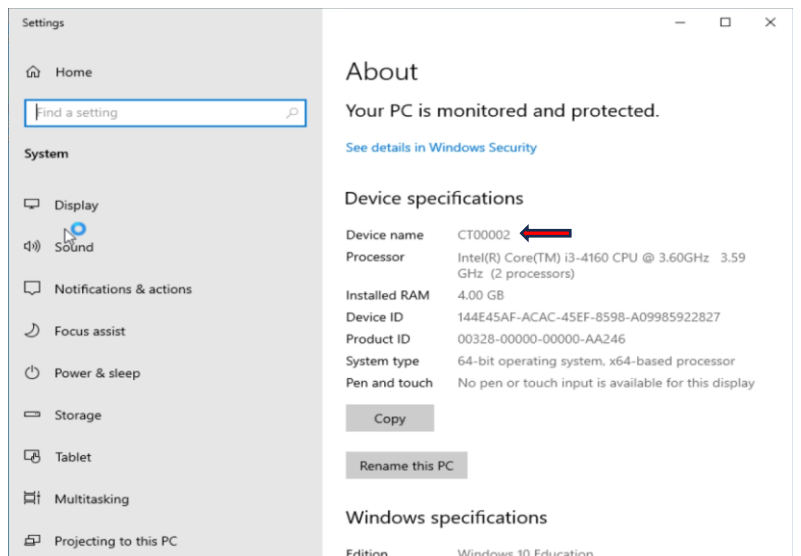 Settings
Home
Find a setting
System
Display
Sound
Notifications & actions
Focus assist
Power & sleep
Storage
Tablet
Multitasking
Projecting to this PC
About
Your PC is monitored and protected.
See details in Windows Security
Device specifications
Device name CT00002
Processor Intel(R) Core(TM) i3-4160 CPU @ 3.60GHz 3.59
GHz (2 processors)
Installed RAM 4.00 GB
Device ID 144E45AF-ACAC-45EF-8598-A09985922827
Product ID 00328-00000-00000-AA246
System type 64-bit operating system, x64-based processor
Pen and touch No pen or touch input is available for this display
Copy
Rename this PC
Windows specifications
Edition Windows 10 Education